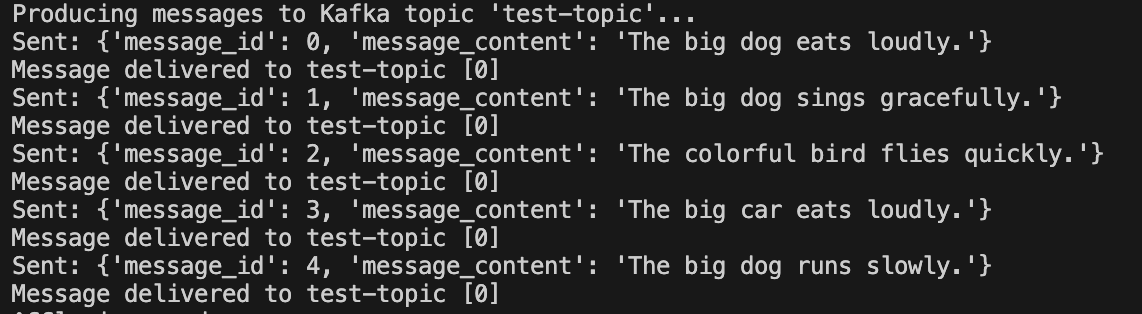 Producing messages to Kafka topic 'test-topic'...
Sent: {'message_id': 0, 'message_content': 'The big dog eats loudly.'}
Message delivered to test-topic [0]
Sent: {'message_id': 1, 'message_content': 'The big dog sings gracefully.'}
Message delivered to test-topic [0]
Sent: {'message_id': 2, 'message_content': 'The colorful bird flies quickly.'}
Message delivered to test-topic [0]
Sent: {'message_id': 3, 'message_content': 'The big car eats loudly.'}
Message delivered to test-topic [0]
Sent: {'message_id': 4, 'message_content': 'The big dog runs slowly.'}
Message delivered to test-topic [0]